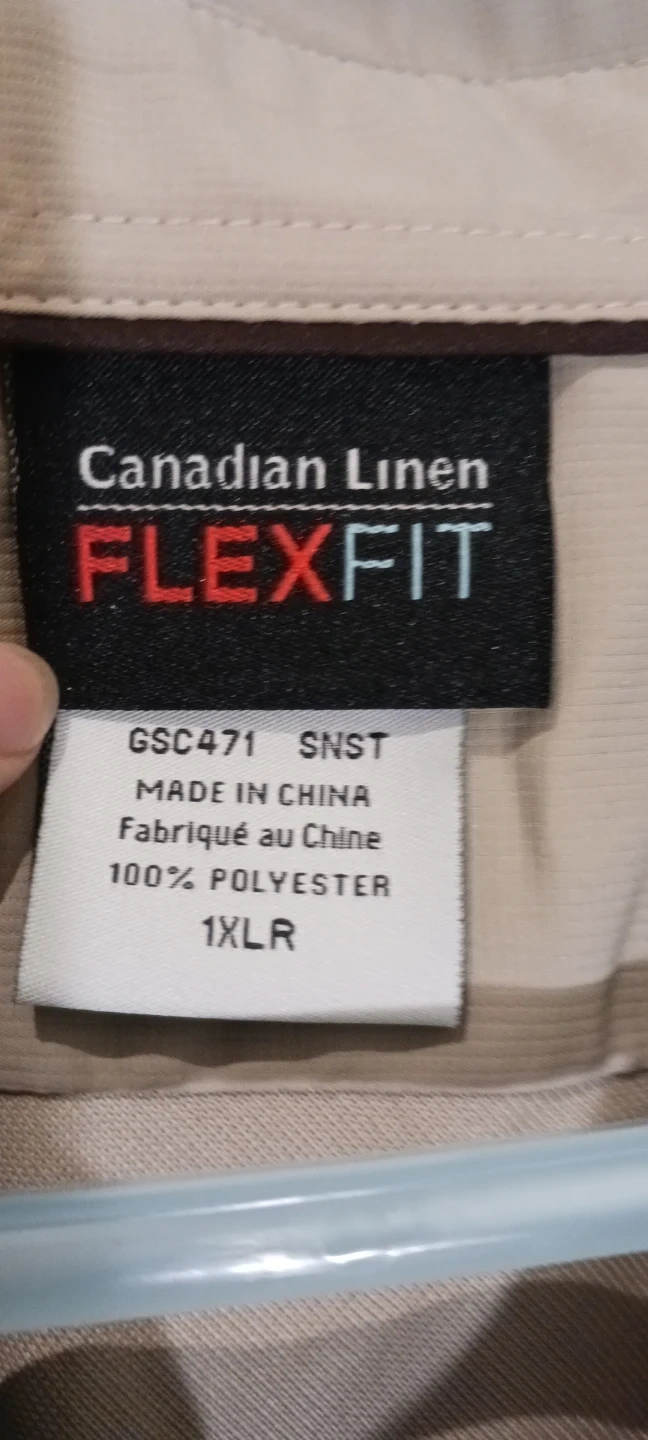 Canadian Linen
FLEXFIT
GSC471 SNST
MADE IN CHINA
Fabriqué au Chine
100% POLYESTER
1XLR